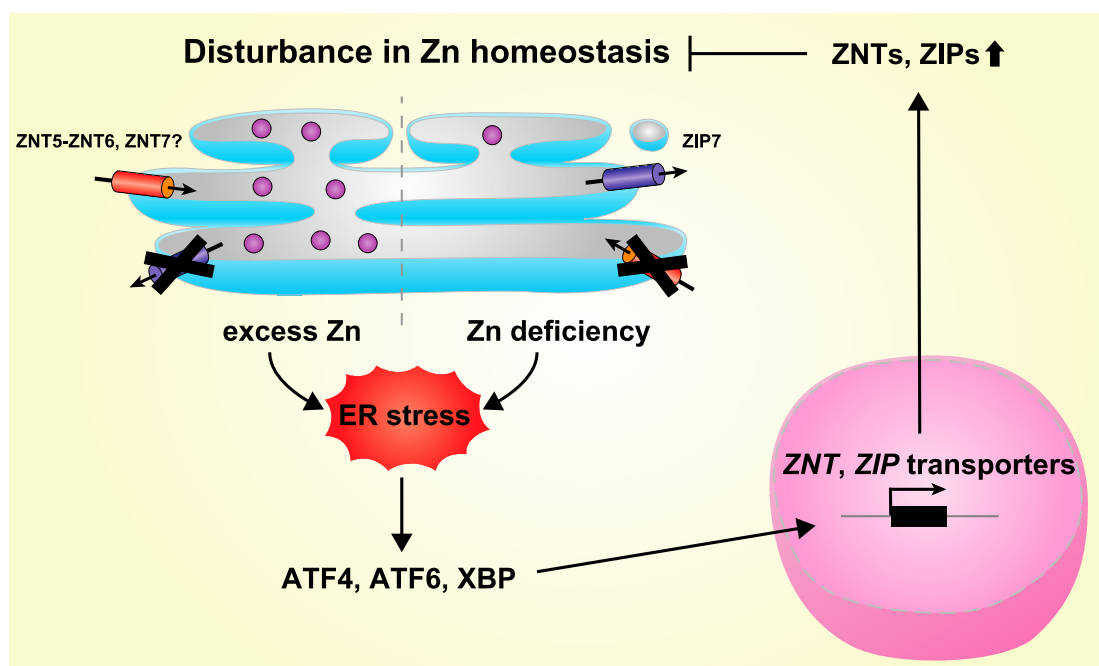 Disturbance in Zn homeostasis
ZNTs, ZIPs
ZNT5-ZNT6, ZNT7?
ZIP7
excess Zn
Zn deficiency
ER stress
ZNT, ZIP transporters
ATF4, ATF6, XBP